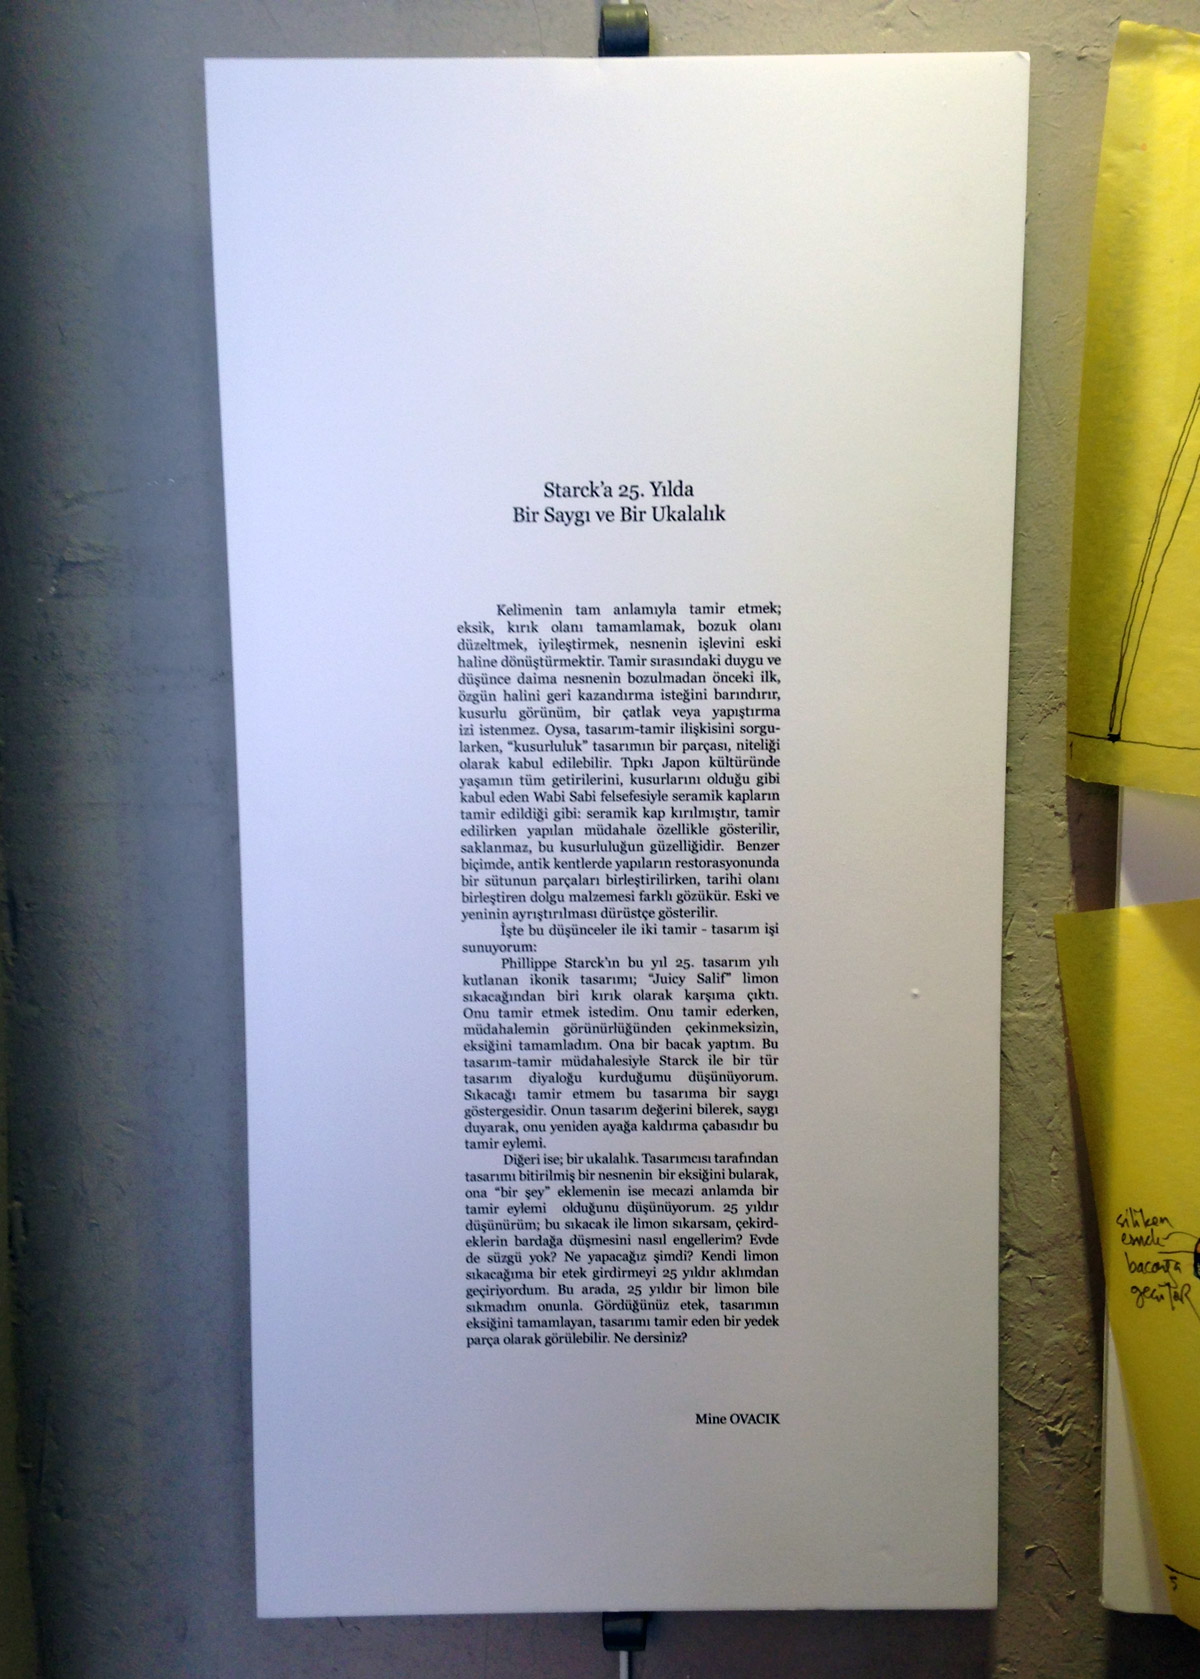 Starck'a 25. Yılda
Bir Saygı ve Bir Ukalalık
Kelimenin tam anlamıyla tamir etmek;
eksik, kırık olanı tamamlamak, bozuk olanı
düzeltmek, iyileştirmek, nesnenin işlevini eski
haline dönüştürmektir. Tamir sırasındaki duygu ve
düşünce daima nesnenin bozulmadan önceki ilk,
özgün halini geri kazandırma isteğini barındırır,
kusurlu görünüm, bir çatlak veya yapıştırma
izi istenmez. Oysa, tasarım-tamir ilişkisini sorgu-
larken, "kusurluluk" tasarımın bir parçası, niteliği
olarak kabul edilebilir. Tıpkı Japon kültüründe
yaşamın tüm getirilerini, kusurlarını olduğu gibi
kabul eden Wabi Sabi felsefesiyle seramik kapların
tamir edildiği gibi: seramik kap kırılmıştır, tamir
edilirken yapılan müdahale özellikle gösterilir,
saklanmaz, bu kusurluluğun güzelliğidir. Benzer
biçimde, antik kentlerde yapıların restorasyonunda
bir sütunun parçaları birleştirilirken, tarihi olanı
birleştiren dolgu malzemesi farklı gözükür. Eski ve
yeninin ayrıştırılması dürüstçe gösterilir.
İşte bu düşünceler ile iki tamir - tasarım işi
sunuyorum:
Phillippe Starck'ın bu yıl 25. tasarım yılı
kutlanan ikonik tasarımı; "Juicy Salif" limon
sıkacağından biri kırık olarak karşıma çıktı.
Onu tamir etmek istedim. Onu tamir ederken,
müdahalemin görünürlüğünden çekinmeksizin,
eksiğini tamamladım. Ona bir bacak yaptım. Bu
tasarım-tamir müdahalesiyle Starck ile bir tür
tasarım diyaloğu kurduğumu düşünüyorum.
Sıkacağı tamir etmem bu tasarıma bir saygı
göstergesidir. Onun tasarım değerini bilerek, saygı
duyarak, onu yeniden ayağa kaldırma çabasıdır bu
tamir eylemi.
Diğeri ise; bir ukalalık. Tasarımcısı tarafından
tasarımı bitirilmiş bir nesnenin bir eksiğini bularak,
ona "bir şey" eklemenin ise mecazi anlamda bir
tamir eylemi olduğunu düşünüyorum. 25 yıldır
düşünürüm; bu sıkacak ile limon sıkarsam, çekird-
eklerin bardağa düşmesini nasıl engellerim? Evde
de süzgü yok? Ne yapacağız şimdi? Kendi limon
sıkacağıma bir etek girdirmeyi 25 yıldır aklımdan
geçiriyordum. Bu arada, 25 yıldır bir limon bile
sıkmadım onunla. Gördüğünüz etek, tasarımın
eksiğini tamamlayan, tasarımı tamir eden bir yedek
parça olarak görülebilir. Ne dersiniz?
Mine OVACIK